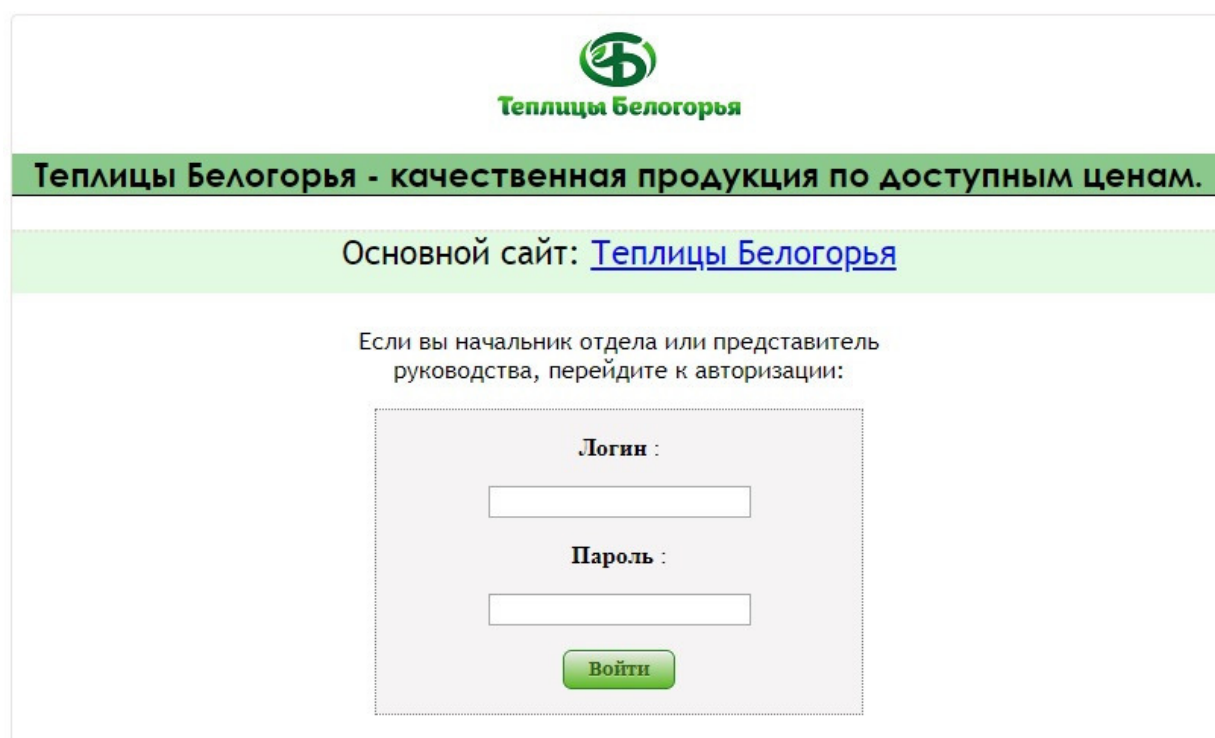 Теплицы Белогорья
Теплицы Белогорья - качественная продукция по доступным ценам.
Основной сайт: Теплицы Белогорья
Если вы начальник отдела или представитель
руководства, перейдите к авторизации:
Логин :
Пароль :
Войти